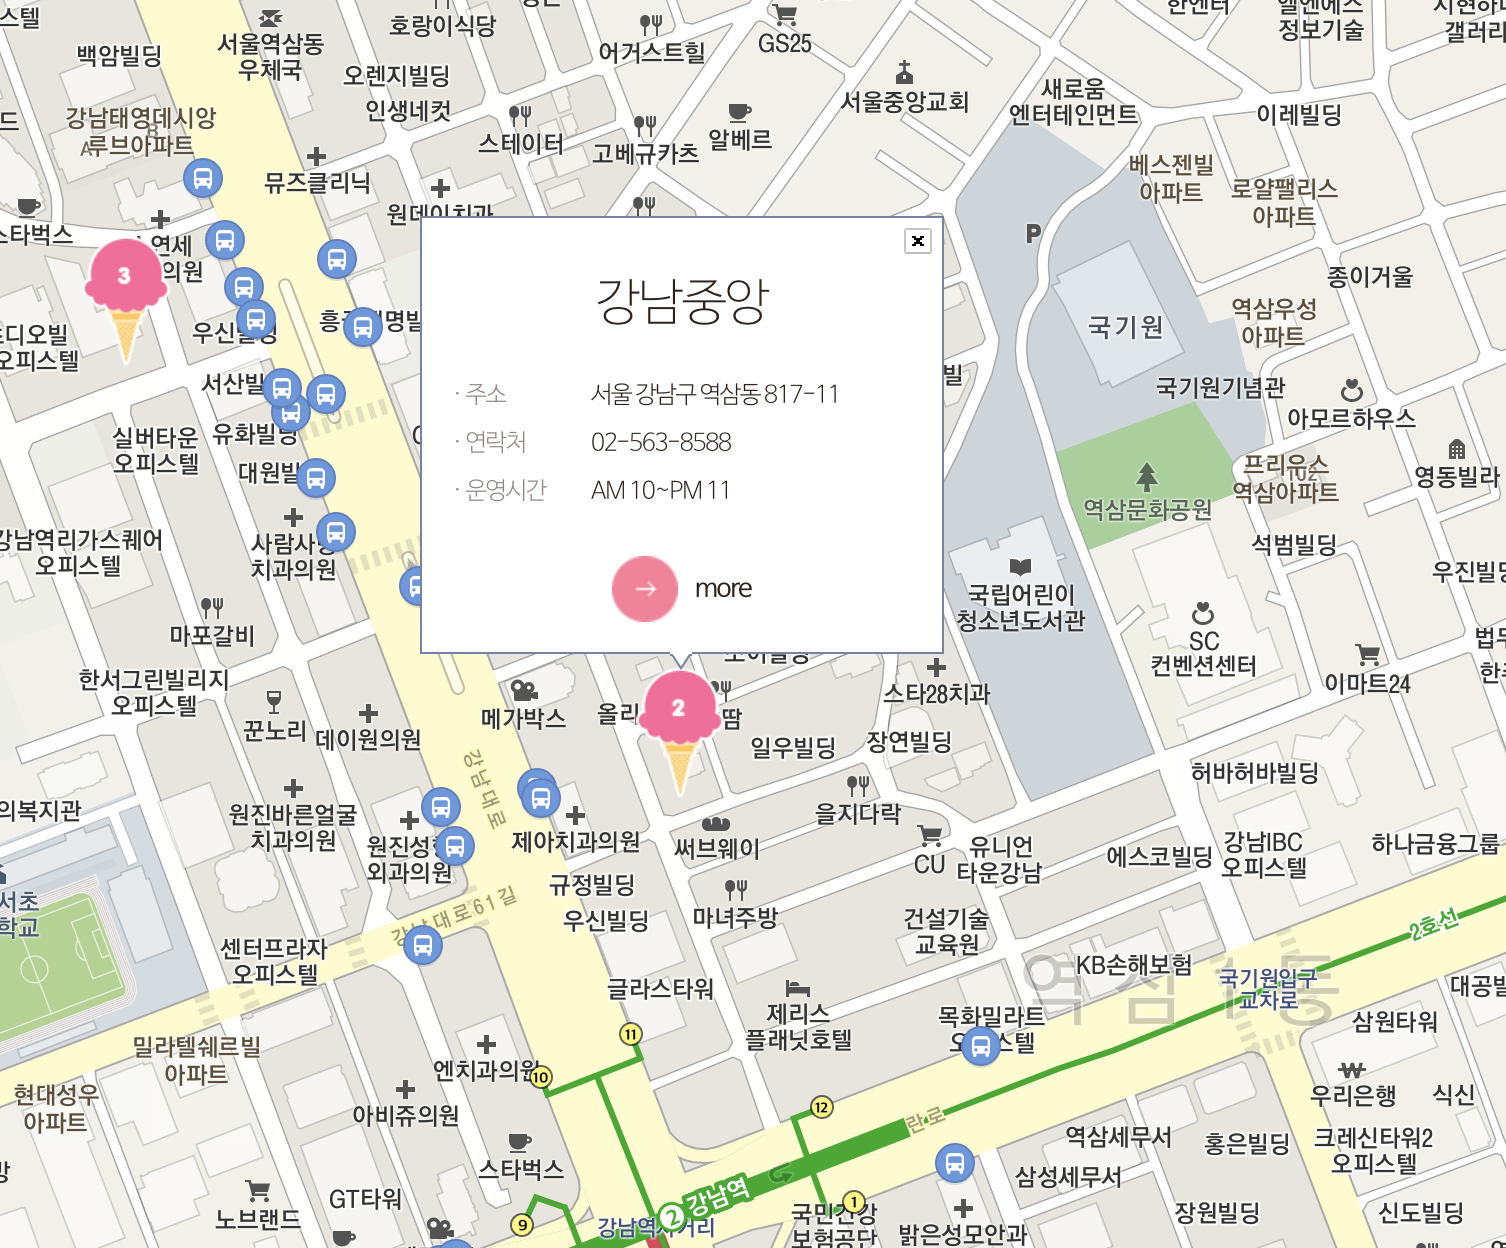 호랑이식당
어거스트힐
GS25
한엔터
엘엔에스
정보기술
갤러리
백암빌딩
서울역삼동
우체국
오렌지빌딩
인생네컷
서울중앙교회
새로움
엔터테인먼트
이레빌딩
강남태영데시앙
루브아파트
스테이터
고베규카츠
알베르
베스젠빌
아파트
로얄팰리스
아파트
뮤즈클리닉
원데이치과
스타벅스
연세
의원
P
3
강남중앙
· 주소
서울 강남구 역삼동 817-11
· 연락처
02-563-8588
· 운영시간
AM 10~PM 11
more
종이거울
국기원
역삼우성
아파트
국기원기념관
아모르하우스
우신빌딩
오피스텔
서산빌
유화빌딩
실버타운
오피스텔
대원빌
프리유스
역삼아파트
102
영동빌라
역삼문화공원
강남역리가스퀘어
오피스텔
사람사랑
치과의원
석범빌딩
우진빌딩
국립어린이
청소년도서관
마포갈비
SC
컨벤션센터
이마트24
한서그린빌리지
오피스텔
스타28치과
메가박스
올리
2
땀
꾼노리
데이원의원
일우빌딩
장연빌딩
강남대로
허바허바빌딩
의복지관
원진바른얼굴
치과의원
원진성형
외과의원
제아치과의원
써브웨이
을지다락
CU
유니언
타운강남
에스코빌딩
강남IBC
오피스텔
하나금융그룹
규정빌딩
우신빌딩
마녀주방
건설기술
교육원
서초
학교
강남대로61길
센터프라자
오피스텔
글라스타워
제리스
플래닛호텔
KB손해보험
역삼1동
국기원입구
교차로
2호선
대공빌
목화밀라트
오피스텔
삼원타워
밀라텔쉐르빌
아파트
11
엔치과의원
10
현대성우
아파트
아비쥬의원
12
란로
우리은행
식신
역삼세무서
홍은빌딩
크레신타워2
오피스텔
스타벅스
삼성세무서
GT타워
노브랜드
9
2 강남역
강남역사거리
1
국민건강
보험공단
밝은성모안과
장원빌딩
신도빌딩